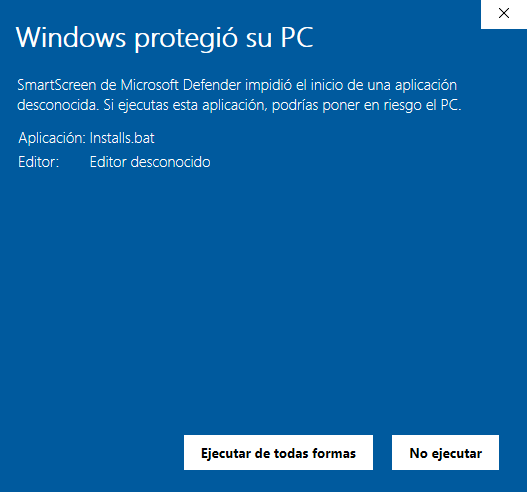 Windows protegió su PC
SmartScreen de Microsoft Defender impidió el inicio de una aplicación
desconocida. Si ejecutas esta aplicación, podrías poner en riesgo el PC.
Aplicación: Installs.bat
Editor: Editor desconocido
Ejecutar de todas formas No ejecutar